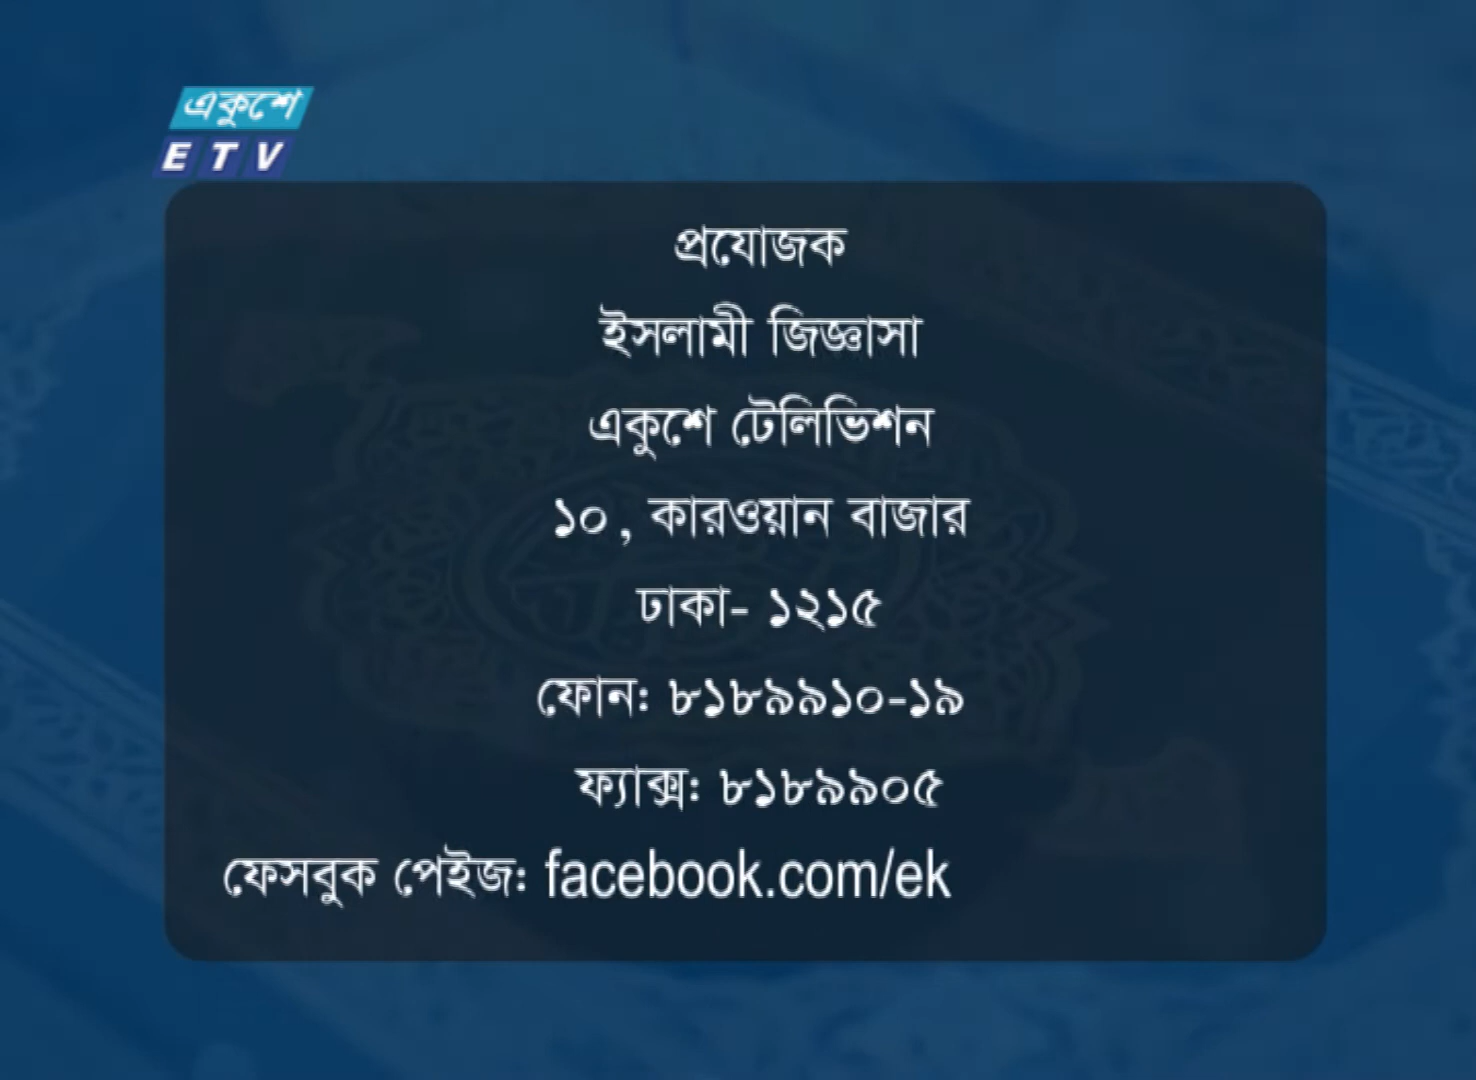 একুশে
ETV
প্রযোজক
ইসলামী জিজ্ঞাসা
একুশে টেলিভিশন
১০, কারওয়ান বাজার
ঢাকা- ১২১৫
ফোনঃ ৮১৮৯৯১০-১৯
ফ্যাক্সঃ ৮১৮৯৯০৫
ফেসবুক পেইজঃ facebook.com/ek